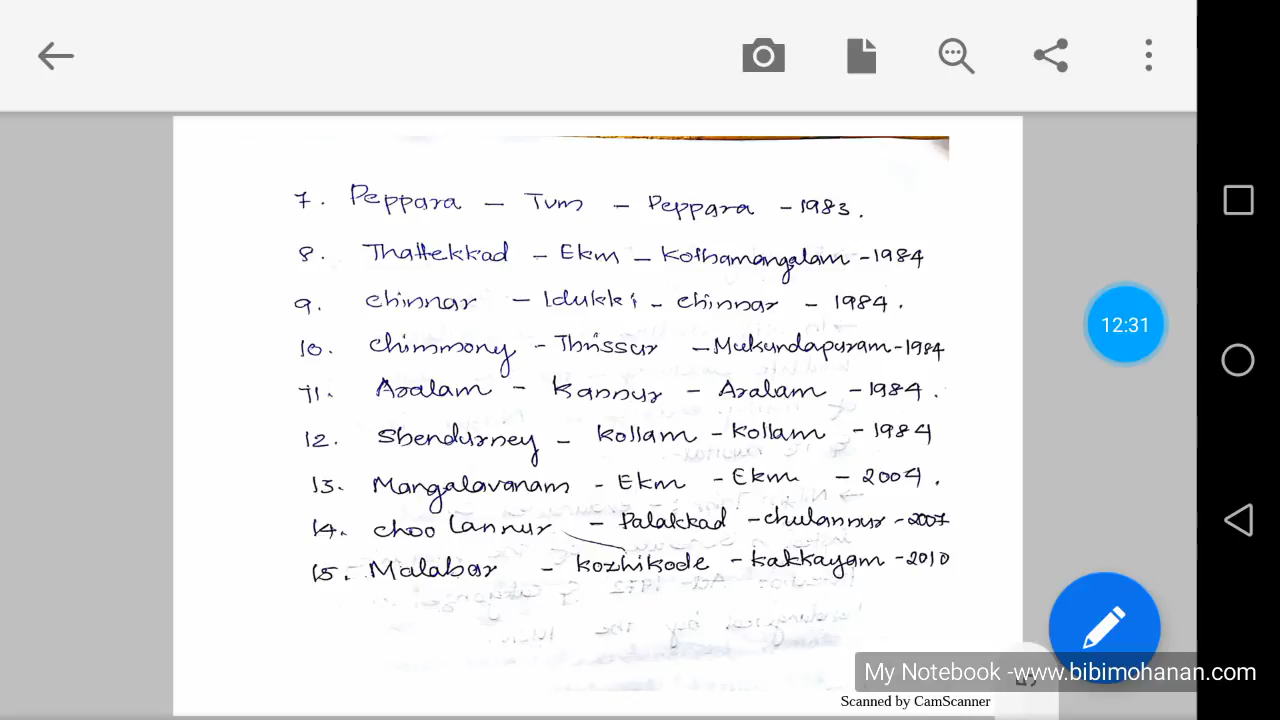 7. Peppara - Tvm - Peppara - 1983.
8. Thattekkad - Ekm - Kothamangalam - 1984
9. chinnar - Idukki - chinnar - 1984.
10. chimmony - Thrissur - Mukundapuram - 1984
11. Aralam - Kannur - Aralam - 1984.
12. Shendurney - Kollam - Kollam - 1984
13. Mangalavanam - Ekm - Ekm - 2004.
14. choolannur - Palakkad - chulannur - 2007
15. Malabar - kozhikode - kakkayam - 2010
12:31
My Notebook -www.bibimohanan.com
Scanned by CamScanner